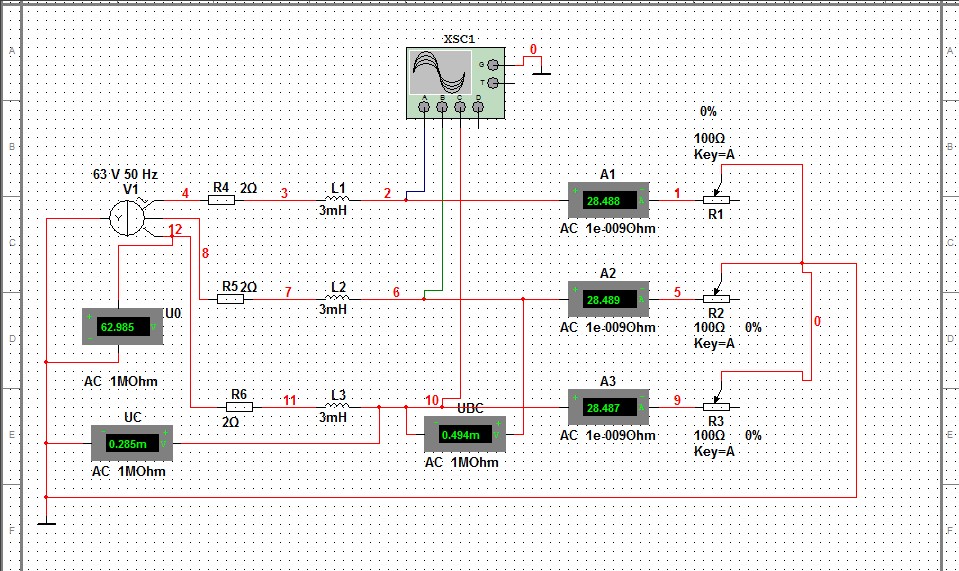 XSC1
0
G
T
A B C D
A
A
0%
100Ω
Key=A
B
B
63 V 50 Hz
V1
4
R4 2Ω
3
L1
3mH
2
A1
28.488 A
AC 1e-009Ohm
1
R1
Y
12
8
C
C
R5 2Ω
7
L2
3mH
6
A2
28.489 A
AC 1e-009Ohm
5
R2
100Ω 0%
Key=A
0
U0
62.985 V
AC 1MOhm
D
D
R6
2Ω
11
L3
3mH
10
A3
28.487 A
AC 1e-009Ohm
9
R3
100Ω 0%
Key=A
UC
0.285m V
AC 1MOhm
UBC
0.494m V
AC 1MOhm
E
E
F
F